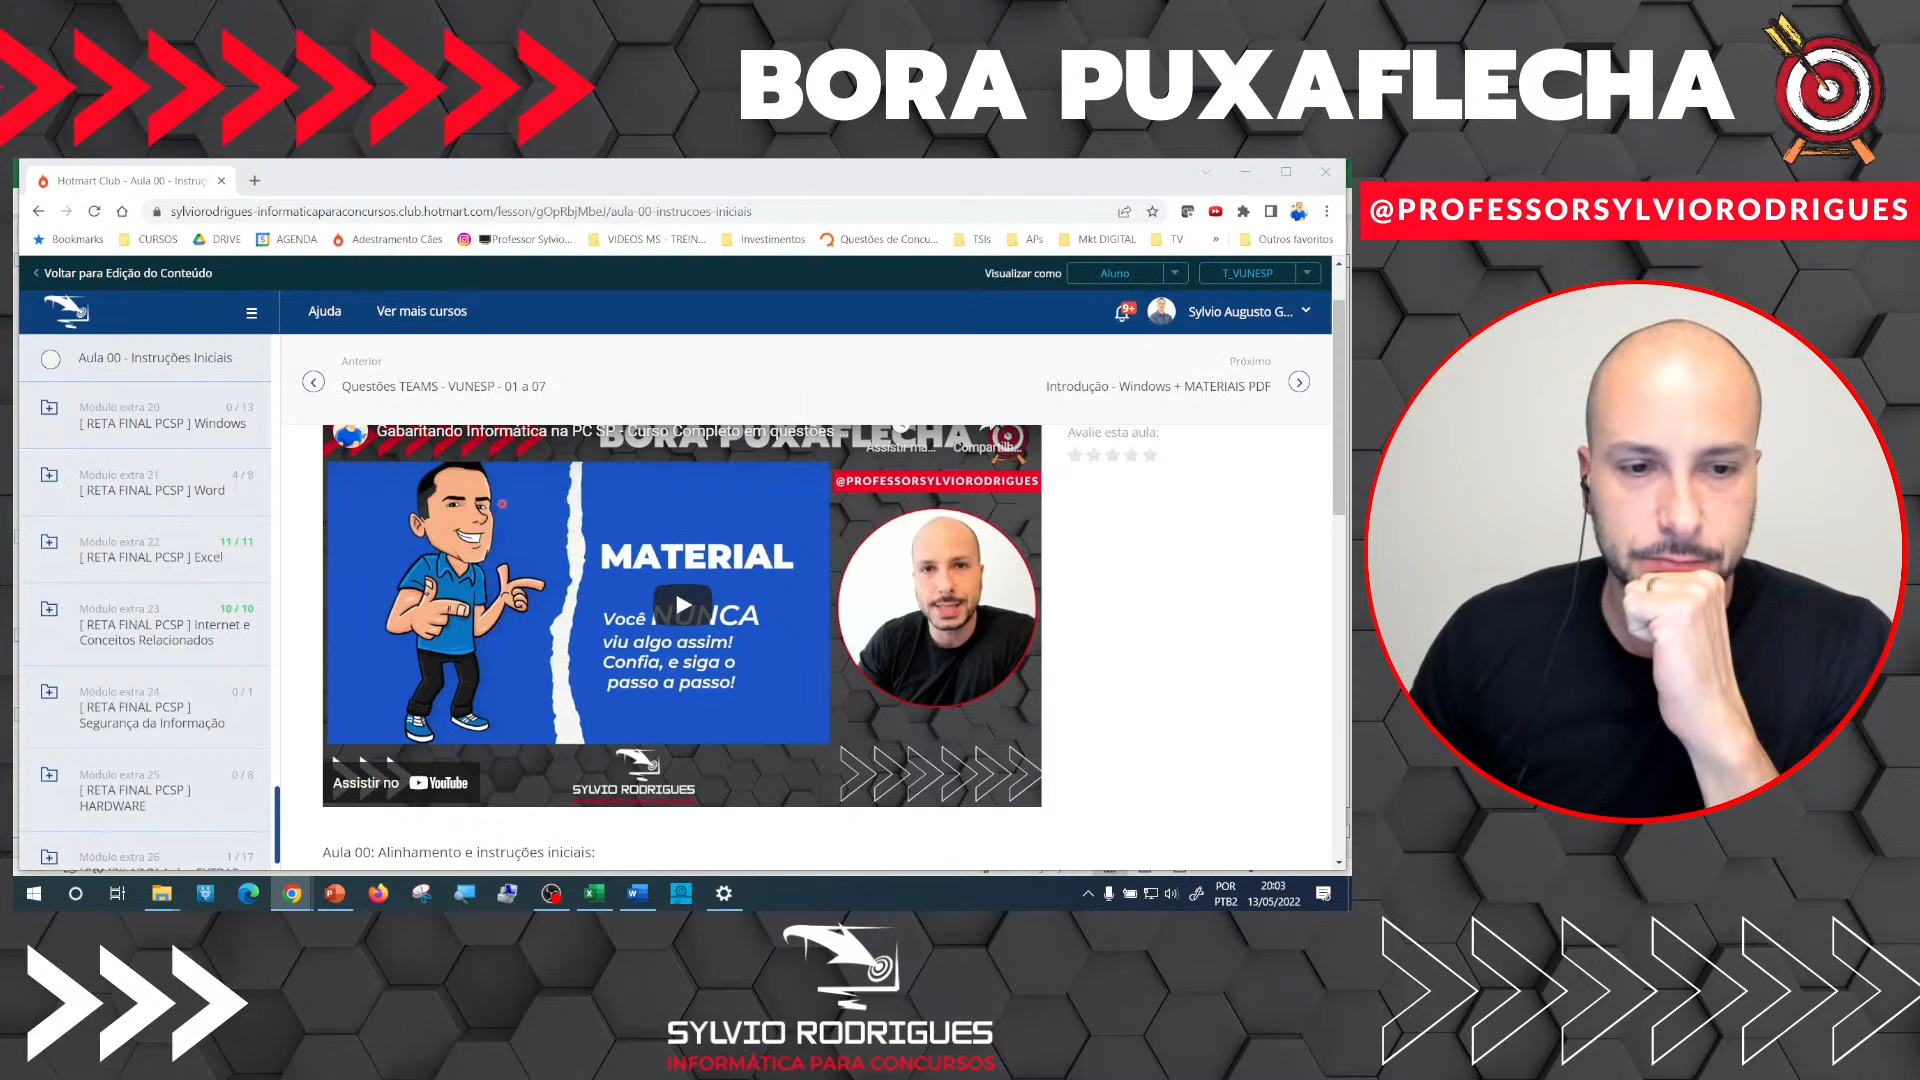 BORA PUXAFLECHA
@PROFESSORSYLVIORODRIGUES
Hotmart Club - Aula 00 - Instruç
sylviorodrigues-informaticaparaconcursos.club.hotmart.com/lesson/gOpRbjMbeJ/aula-00-instrucoes-iniciais
Bookmarks CURSOS DRIVE AGENDA Adestramento Cães Professor Sylvio... VIDEOS MS - TREIN... Investimentos Questões de Concu... TSIs APs Mkt DIGITAL TV » Outros favoritos
Voltar para Edição do Conteúdo
Visualizar como Aluno T_VUNESP
Ajuda Ver mais cursos
9+ Sylvio Augusto G...
Aula 00 - Instruções Iniciais
Módulo extra 20 0 / 13
[ RETA FINAL PCSP ] Windows
Módulo extra 21 4 / 8
[ RETA FINAL PCSP ] Word
Módulo extra 22 11 / 11
[ RETA FINAL PCSP ] Excel
Módulo extra 23 10 / 10
[ RETA FINAL PCSP ] Internet e
Conceitos Relacionados
Módulo extra 24 0 / 1
[ RETA FINAL PCSP ]
Segurança da Informação
Módulo extra 25 0 / 8
[ RETA FINAL PCSP ]
HARDWARE
Módulo extra 26 1 / 17
Anterior
Questões TEAMS - VUNESP - 01 a 07
Próximo
Introdução - Windows + MATERIAIS PDF
Gabaritando Informática na PC SP - Curso Completo em questões ...
BORA PUXAFLECHA
Assistir ma... Compartilh...
@PROFESSORSYLVIORODRIGUES
MATERIAL
Você NUNCA
viu algo assim!
Confia, e siga o
passo a passo!
Assistir no YouTube
SYLVIO RODRIGUES
Avalie esta aula:
Aula 00: Alinhamento e instruções iniciais:
POR
PTB2
20:03
13/05/2022
SYLVIO RODRIGUES
INFORMÁTICA PARA CONCURSOS